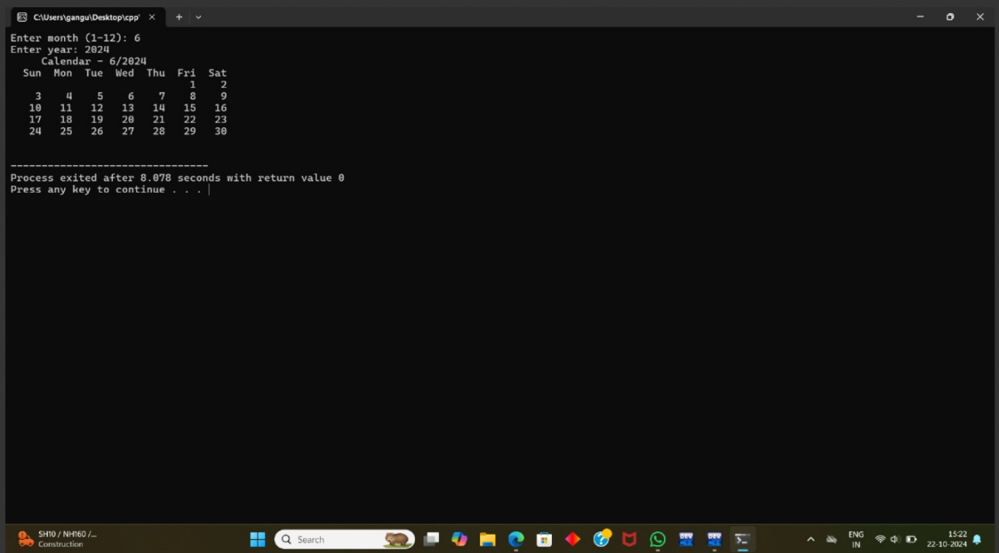 C:\Users\gangu\Desktop\cpp'
Enter month (1-12): 6
Enter year: 2024
Calendar - 6/2024
Sun Mon Tue Wed Thu Fri Sat
1 2
3 4 5 6 7 8 9
10 11 12 13 14 15 16
17 18 19 20 21 22 23
24 25 26 27 28 29 30
--------------------------------
Process exited after 8.078 seconds with return value 0
Press any key to continue . . .
SH10 / NH160 /...
Construction
Search
DEV
DEV
ENG
IN
15:22
22-10-2024